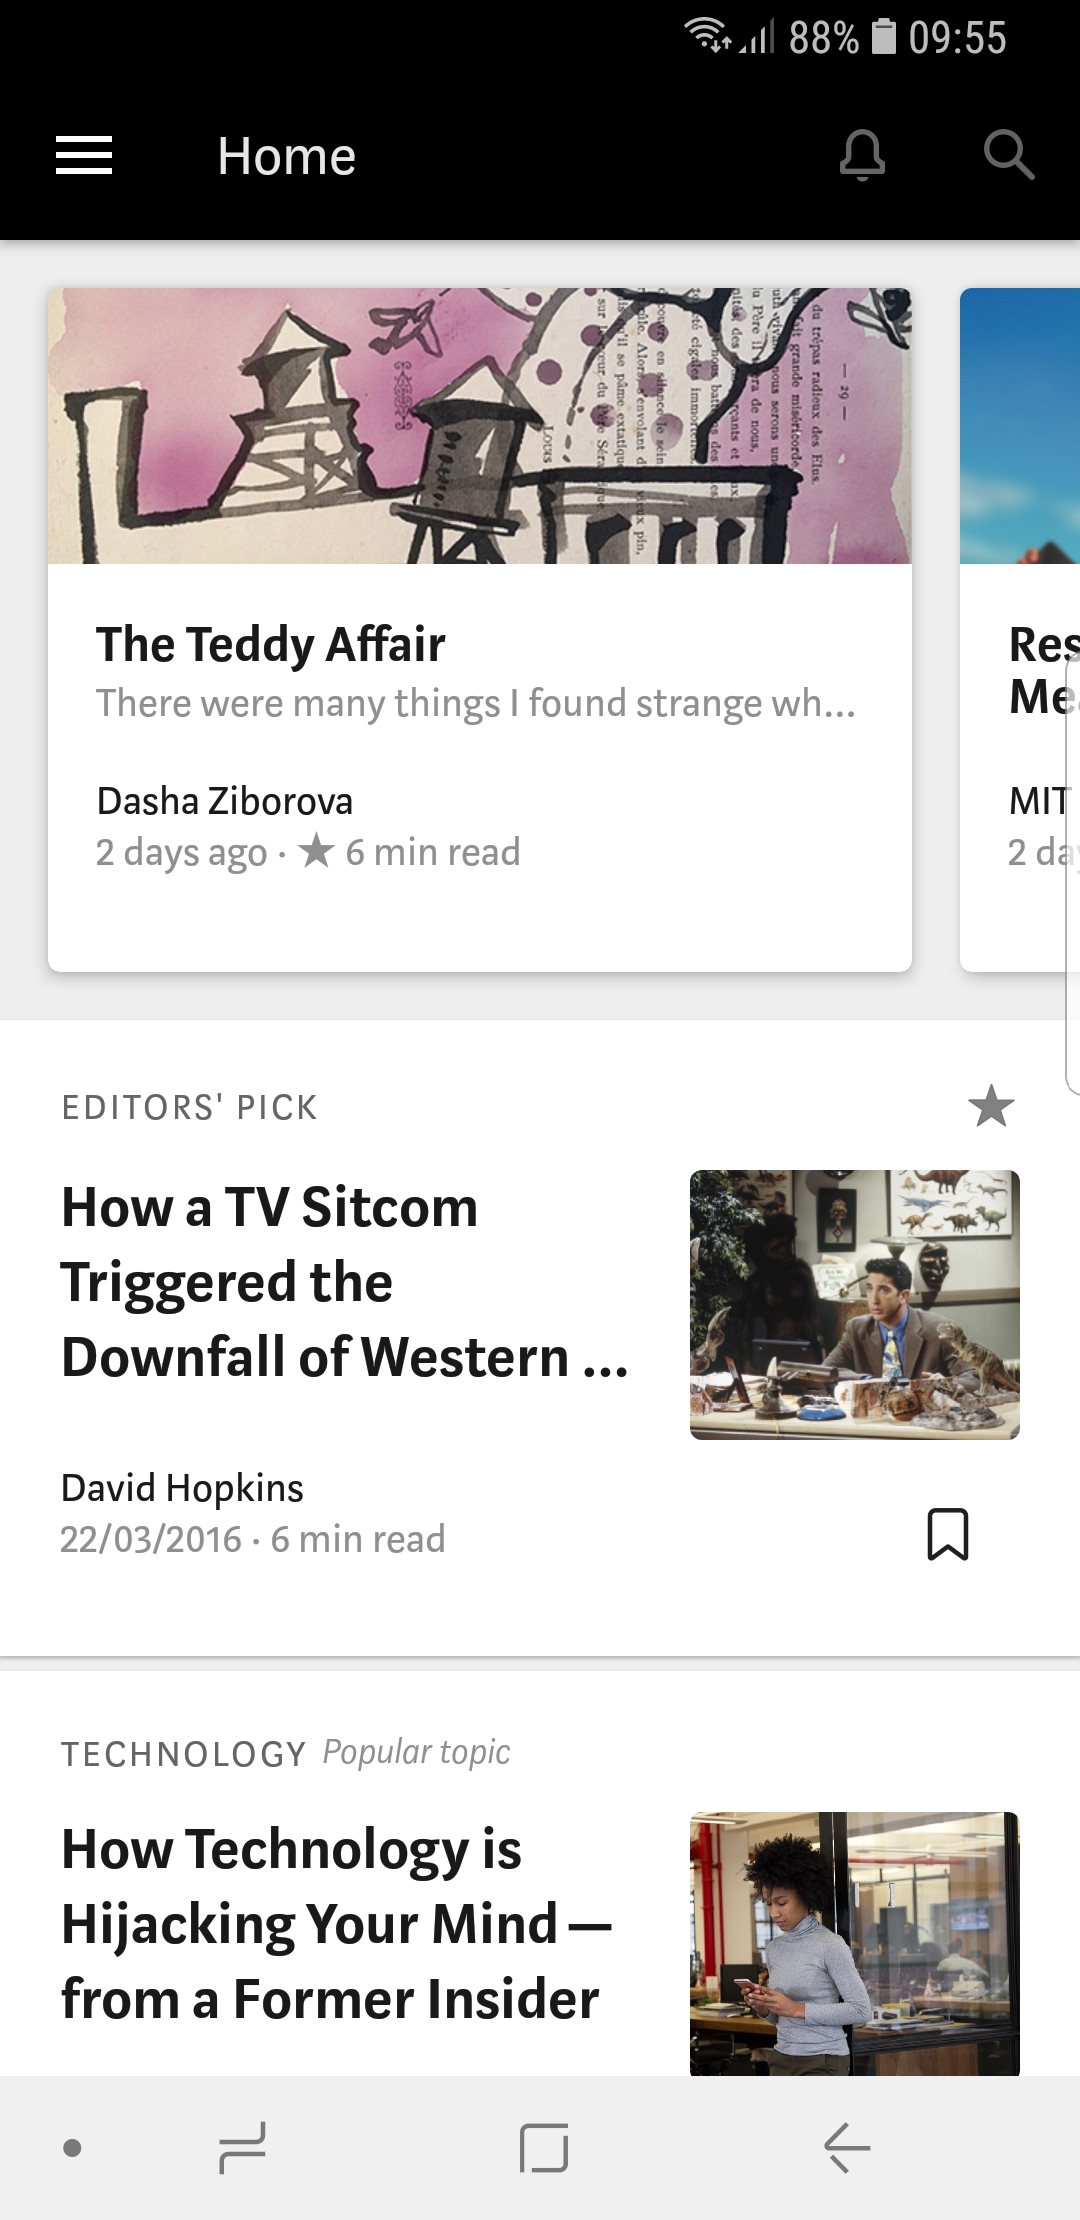 88% 09:55
Home
The Teddy Affair
There were many things I found strange wh...
Dasha Ziborova
2 days ago · ★ 6 min read
Res
Me
MIT
2 day
EDITORS' PICK
How a TV Sitcom
Triggered the
Downfall of Western ...
David Hopkins
22/03/2016 · 6 min read
TECHNOLOGY Popular topic
How Technology is
Hijacking Your Mind —
from a Former Insider